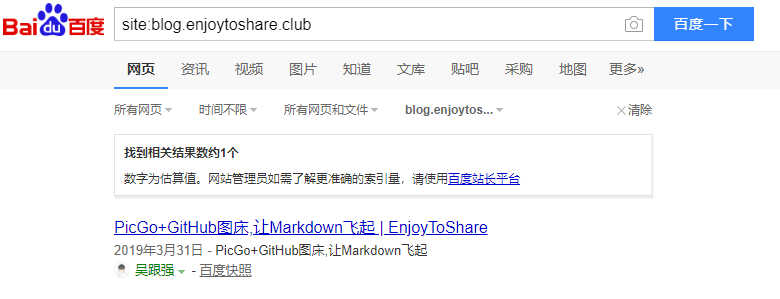 Bai du 百度 site:blog.enjoytoshare.club 百度一下
网页 资讯 视频 图片 知道 文库 贴吧 采购 地图 更多»
所有网页 时间不限 所有网页和文件 blog.enjoytos... 清除
找到相关结果数约1个
数字为估算值。网站管理员如需了解更准确的索引量，请使用百度站长平台
PicGo+GitHub图床,让Markdown飞起 | EnjoyToShare
2019年3月31日 - PicGo+GitHub图床,让Markdown飞起
吴跟强 - 百度快照